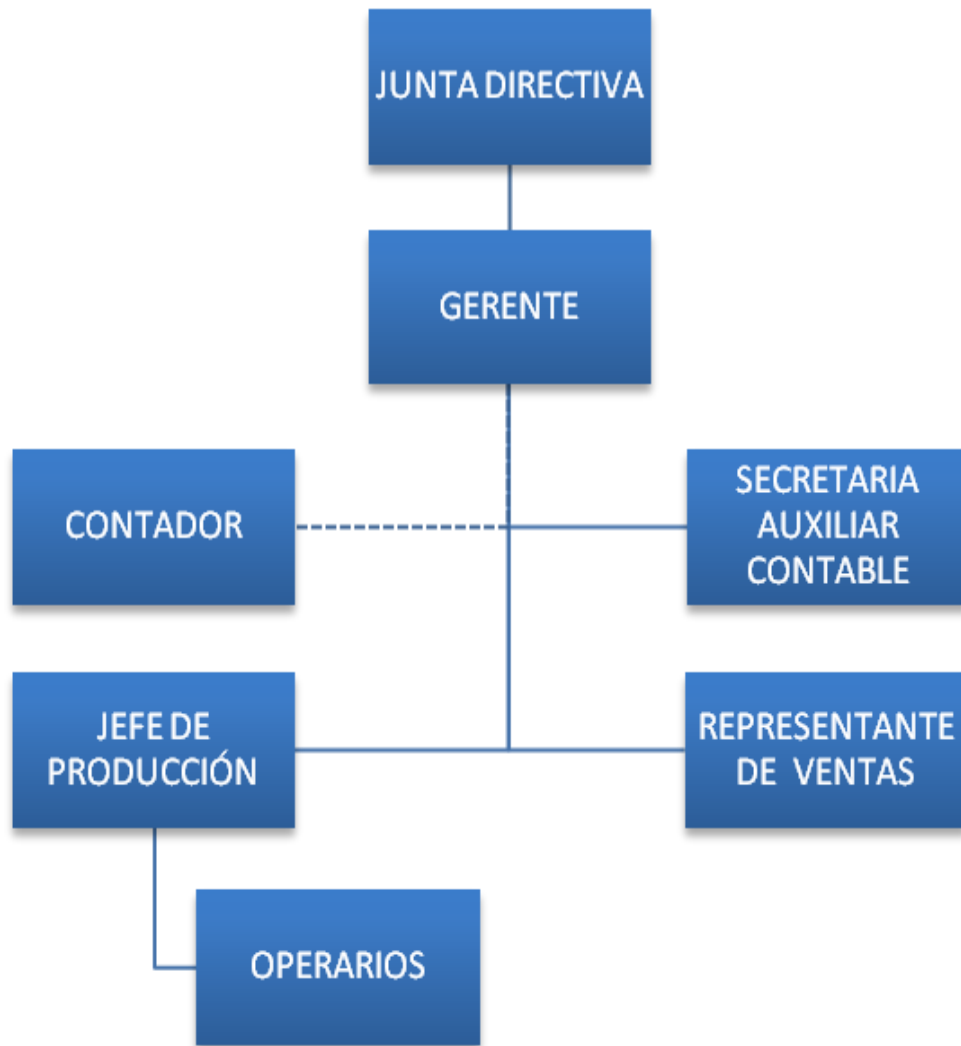 JUNTA DIRECTIVA
GERENTE
CONTADOR
SECRETARIA
AUXILIAR
CONTABLE
JEFE DE
PRODUCCIÓN
REPRESENTANTE
DE VENTAS
OPERARIOS